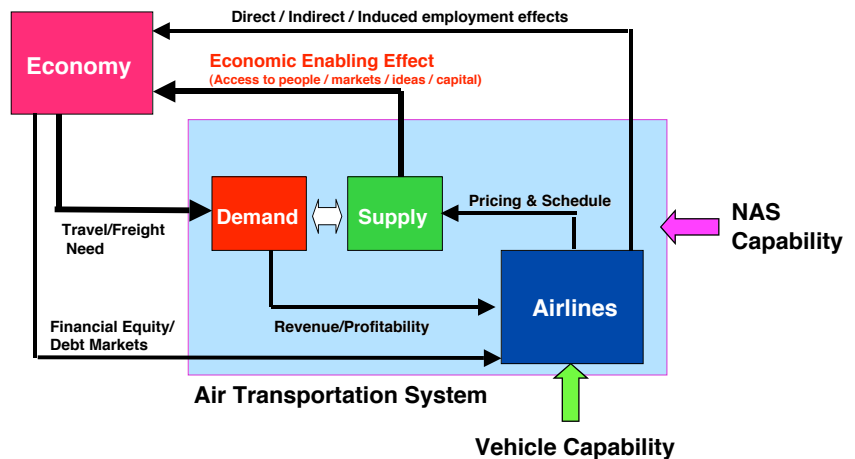 Direct / Indirect / Induced employment effects
Economy
Economic Enabling Effect
(Access to people / markets / ideas / capital)
Demand
Supply
Pricing & Schedule
NAS
Capability
Travel/Freight
Need
Airlines
Financial Equity/
Debt Markets
Revenue/Profitability
Air Transportation System
Vehicle Capability